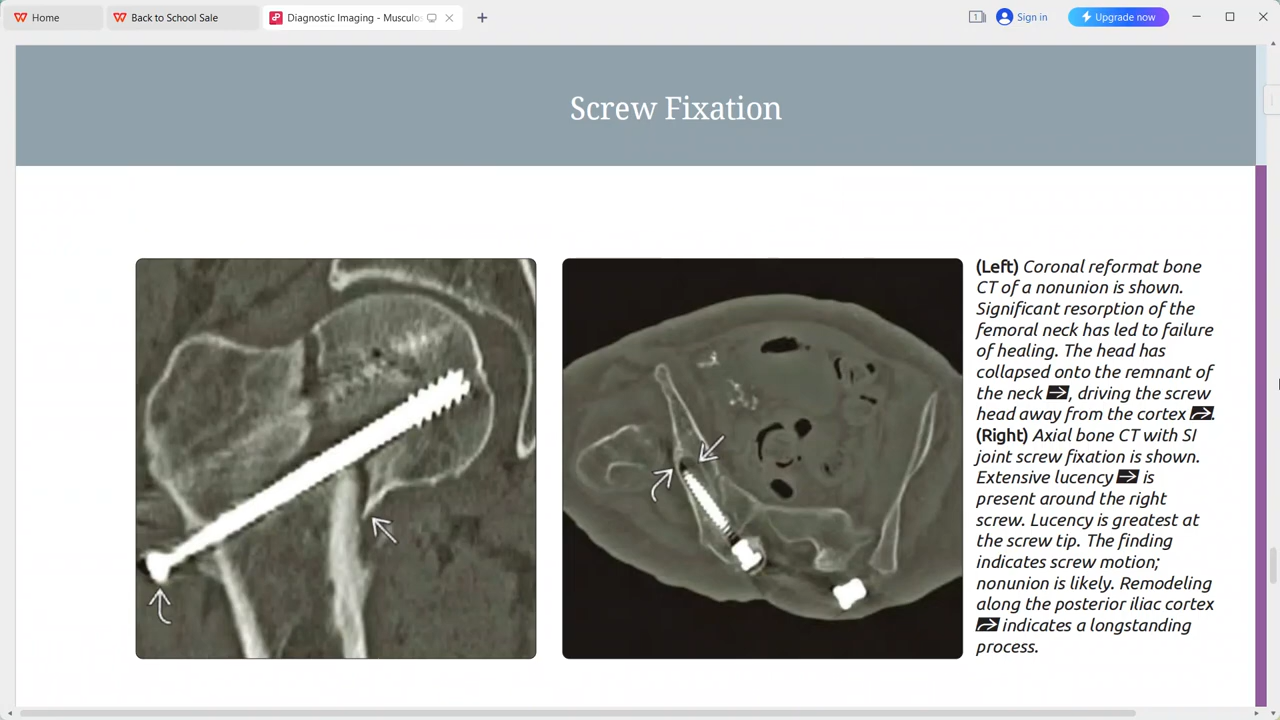 Home
Back to School Sale
Diagnostic Imaging - Musculos
1
Sign in
Upgrade now
Screw Fixation
(Left) Coronal reformat bone
CT of a nonunion is shown.
Significant resorption of the
femoral neck has led to failure
of healing. The head has
collapsed onto the remnant of
the neck ➡, driving the screw
head away from the cortex ⤴.
(Right) Axial bone CT with SI
joint screw fixation is shown.
Extensive lucency ➡ is
present around the right
screw. Lucency is greatest at
the screw tip. The finding
indicates screw motion;
nonunion is likely. Remodeling
along the posterior iliac cortex
⤴ indicates a longstanding
process.